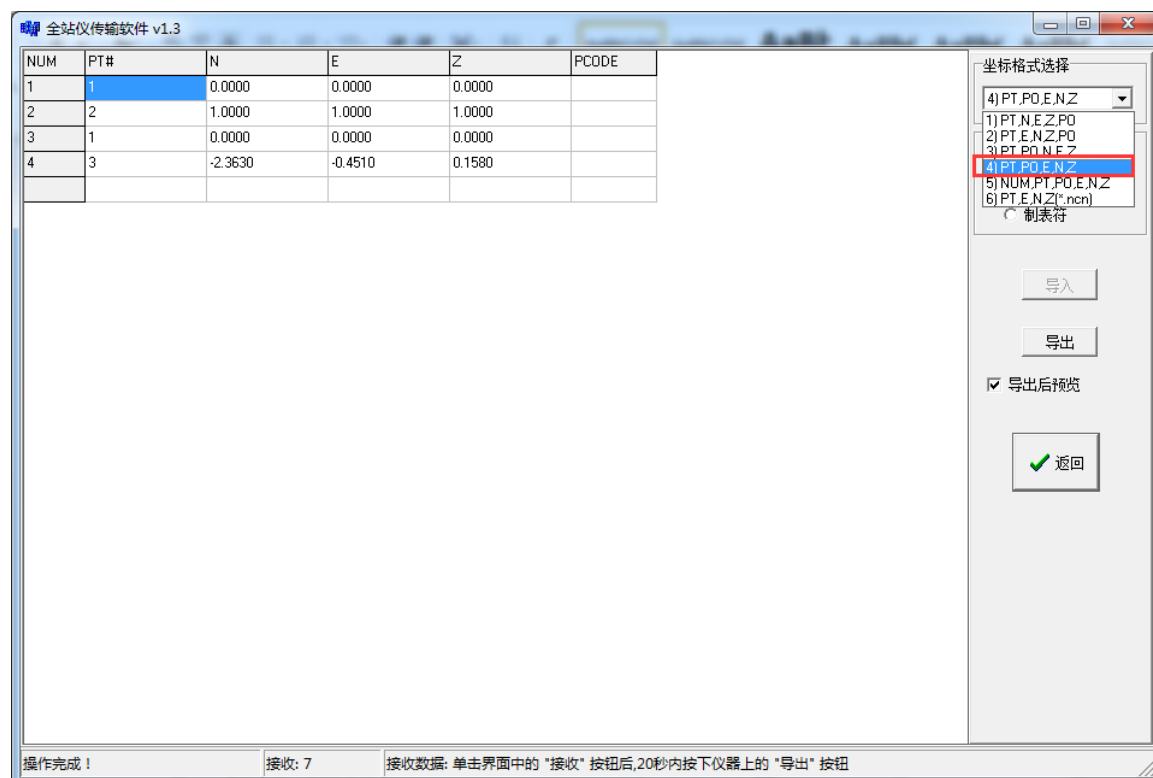 全站仪传输软件 v1.3
NUM PT# N E Z PCODE
1 1 0.0000 0.0000 0.0000
2 2 1.0000 1.0000 1.0000
3 1 0.0000 0.0000 0.0000
4 3 -2.3630 -0.4510 0.1580
坐标格式选择
4) PT,PO,E,N,Z
1) PT,N,E,Z,PO
2) PT,E,N,Z,PO
3) PT,PO,N,E,Z
4) PT,PO,E,N,Z
5) NUM,PT,PO,E,N,Z
6) PT,E,N,Z(*.ncn)
制表符
导入
导出
导出后预览
返回
操作完成！ 接收: 7 接收数据: 单击界面中的 "接收" 按钮后,20秒内按下仪器上的 "导出" 按钮